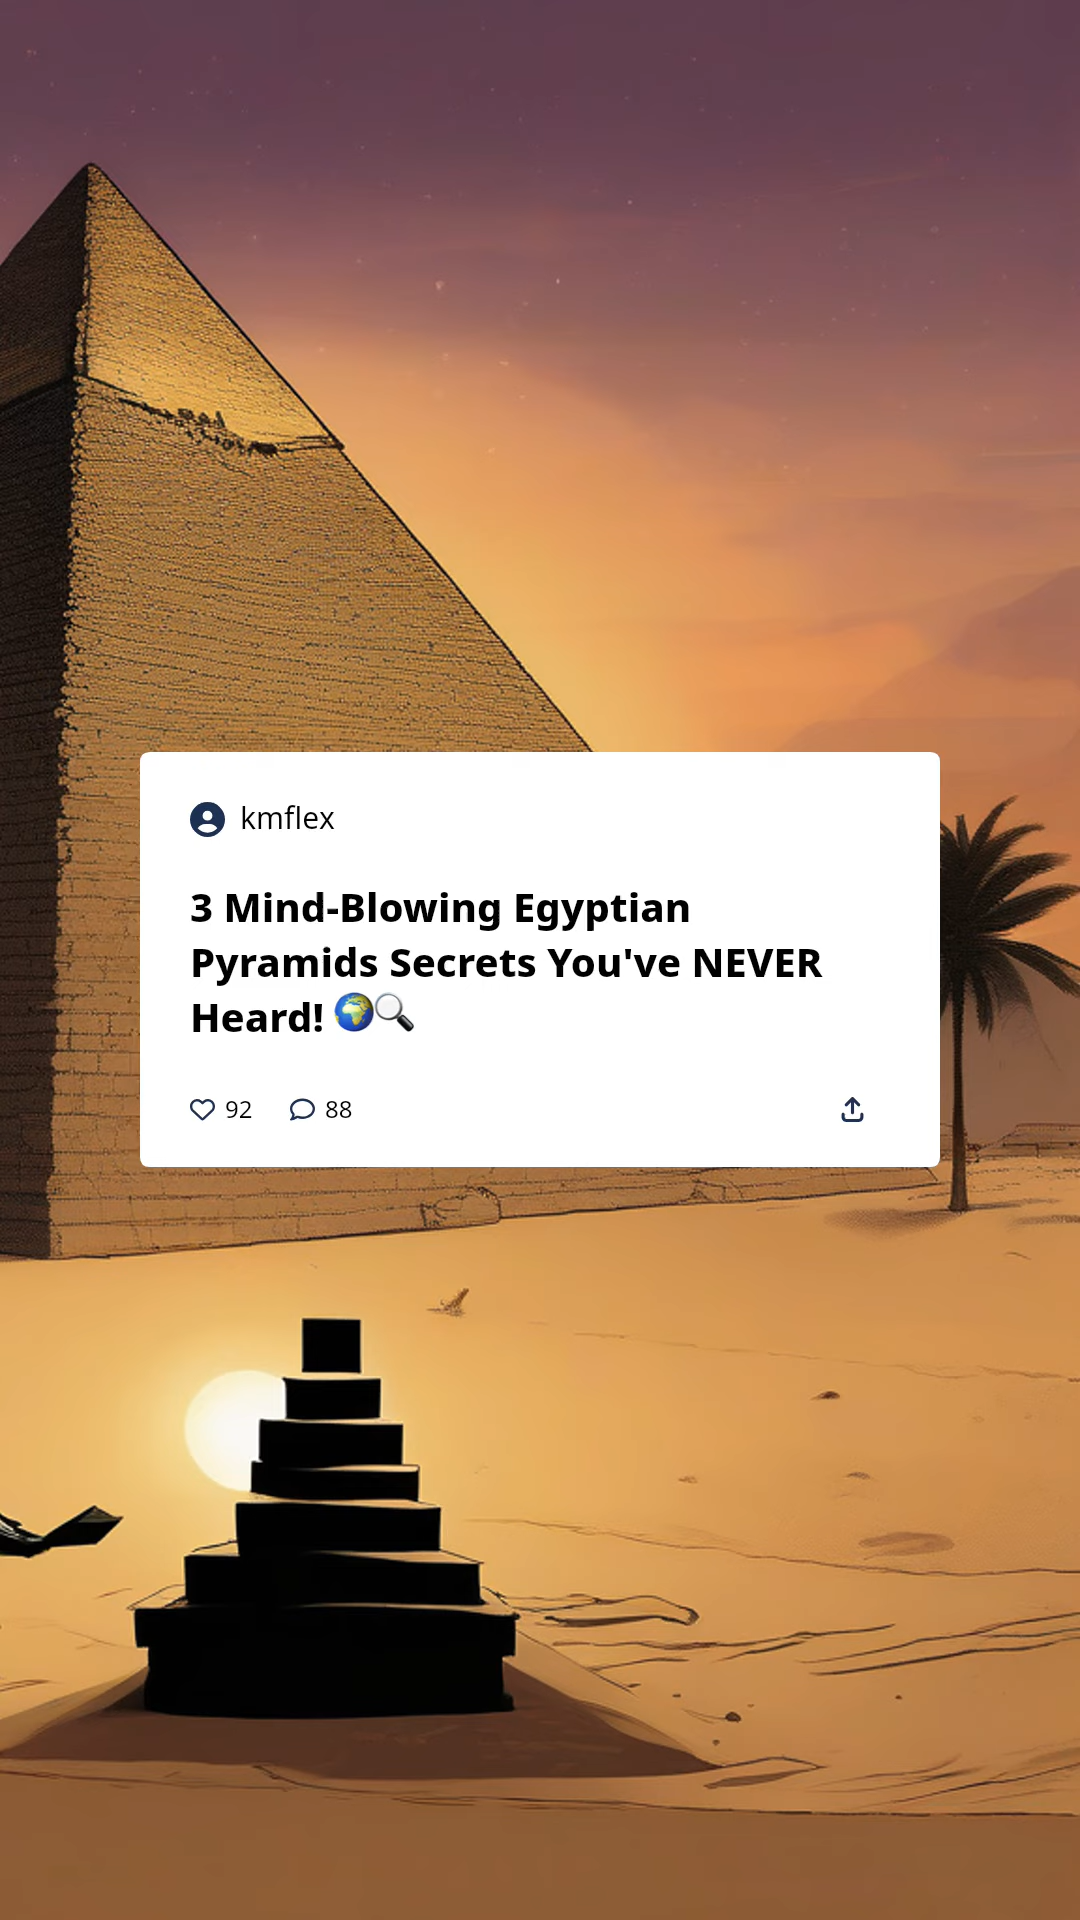 kmflex
3 Mind-Blowing Egyptian
Pyramids Secrets You've NEVER
Heard! 🌍🔍
92 88